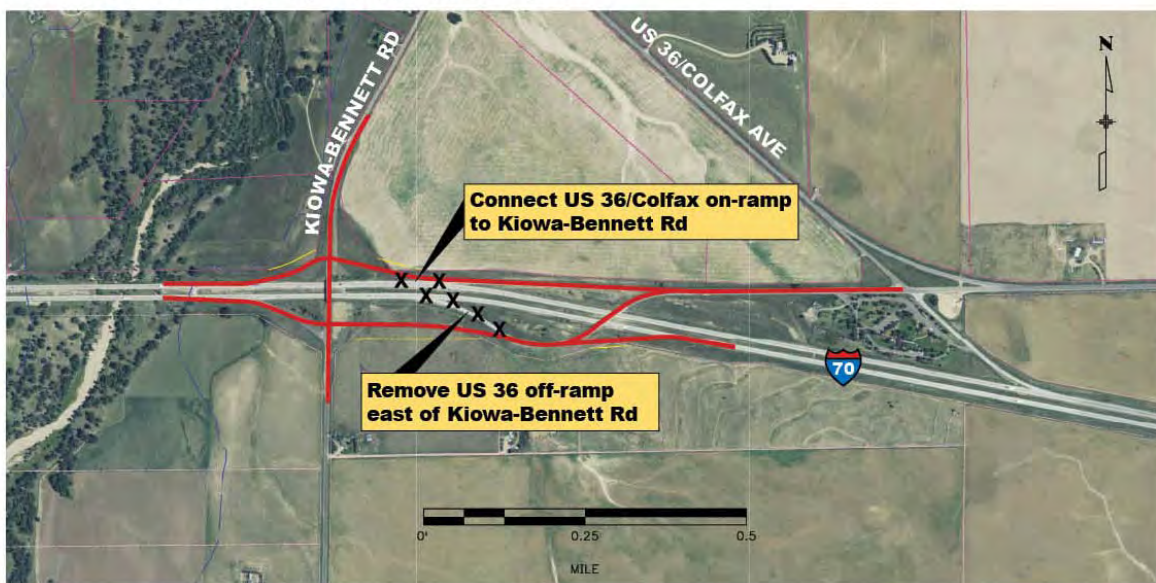 KIOWA-BENNETT RD
US 36/COLFAX AVE
N
Connect US 36/Colfax on-ramp
to Kiowa-Bennett Rd
X X
X X X X
Remove US 36 off-ramp
east of Kiowa-Bennett Rd
70
0' 0.25 0.5
MILE